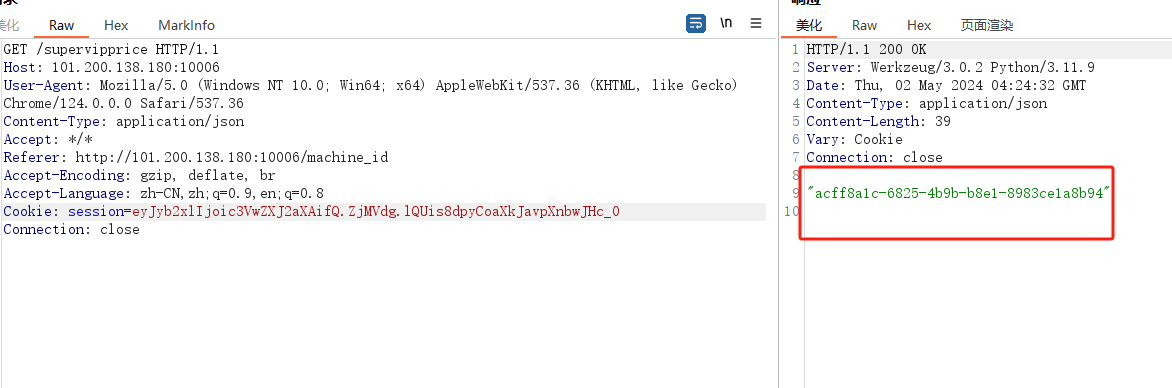 美化 Raw Hex MarkInfo \n
GET /supervipprice HTTP/1.1
Host: 101.200.138.180:10006
User-Agent: Mozilla/5.0 (Windows NT 10.0; Win64; x64) AppleWebKit/537.36 (KHTML, like Gecko)
Chrome/124.0.0.0 Safari/537.36
Content-Type: application/json
Accept: */*
Referer: http://101.200.138.180:10006/machine_id
Accept-Encoding: gzip, deflate, br
Accept-Language: zh-CN,zh;q=0.9,en;q=0.8
Cookie: session=eyJyb2xlIjoic3VwZXJ2aXAifQ.ZjMVdg.lQUis8dpyCoaXkJavpXnbwJHc_0
Connection: close
响应
美化 Raw Hex 页面渲染
1 HTTP/1.1 200 OK
2 Server: Werkzeug/3.0.2 Python/3.11.9
3 Date: Thu, 02 May 2024 04:24:32 GMT
4 Content-Type: application/json
5 Content-Length: 39
6 Vary: Cookie
7 Connection: close
8
9 "acff8a1c-6825-4b9b-b8e1-8983ce1a8b94"
10